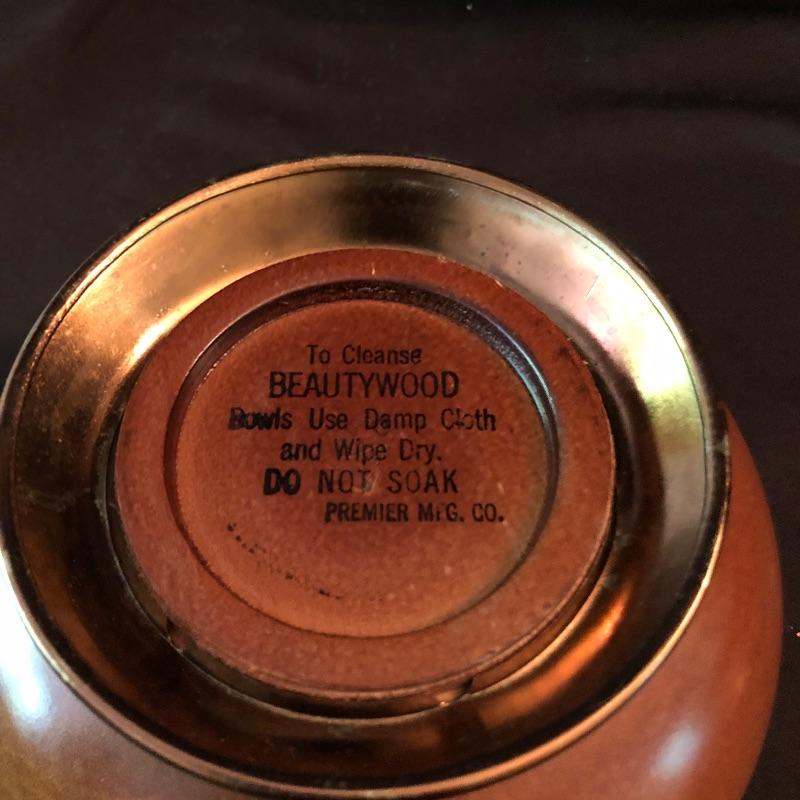 To Cleanse
BEAUTYWOOD
Bowls Use Damp Cloth
and Wipe Dry.
DO NOT SOAK
PREMIER MFG. CO.